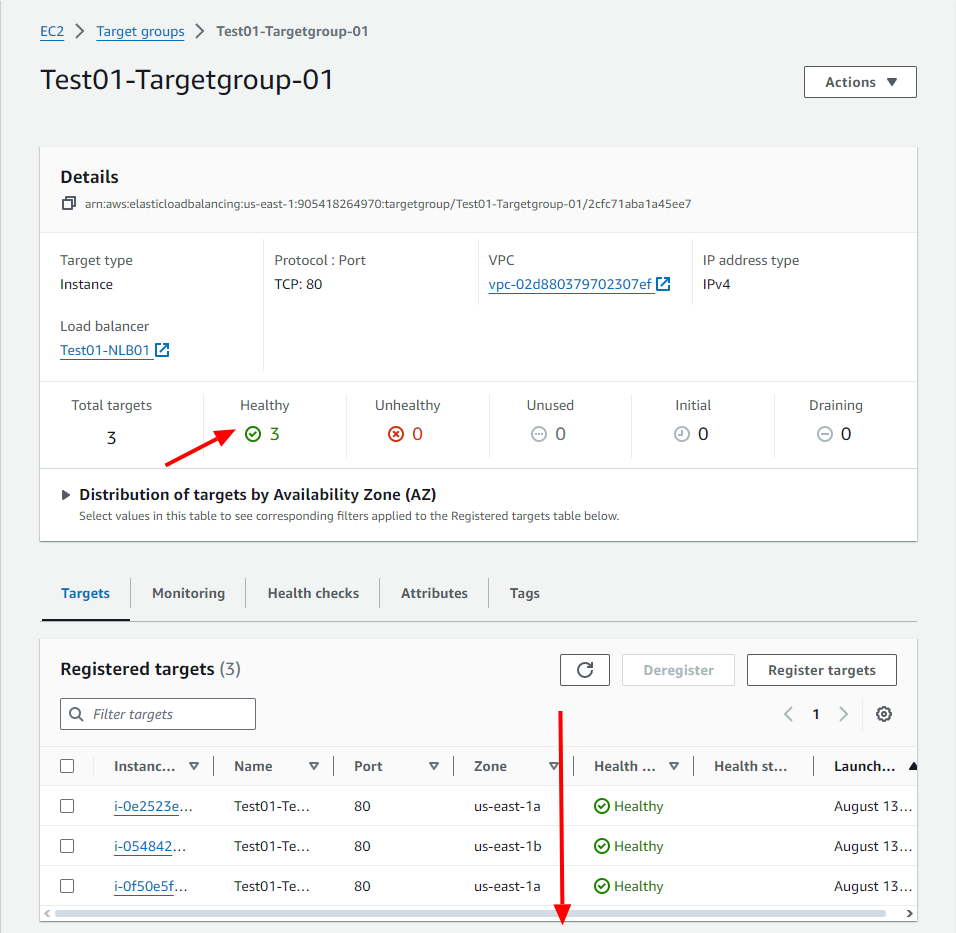 EC2 > Target groups > Test01-Targetgroup-01
Test01-Targetgroup-01
Actions
Details
arn:aws:elasticloadbalancing:us-east-1:905418264970:targetgroup/Test01-Targetgroup-01/2cfc71aba1a45ee7
Target type Protocol : Port VPC IP address type
Instance TCP: 80 vpc-02d880379702307ef IPv4
Load balancer
Test01-NLB01
Total targets Healthy Unhealthy Unused Initial Draining
3 3 0 0 0 0
Distribution of targets by Availability Zone (AZ)
Select values in this table to see corresponding filters applied to the Registered targets table below.
Targets Monitoring Health checks Attributes Tags
Registered targets (3) Deregister Register targets
Filter targets 1
Instanc... Name Port Zone Health ... Health st... Launch...
i-0e2523e... Test01-Te... 80 us-east-1a Healthy August 13...
i-054842... Test01-Te... 80 us-east-1b Healthy August 13...
i-0f50e5f... Test01-Te... 80 us-east-1a Healthy August 13...